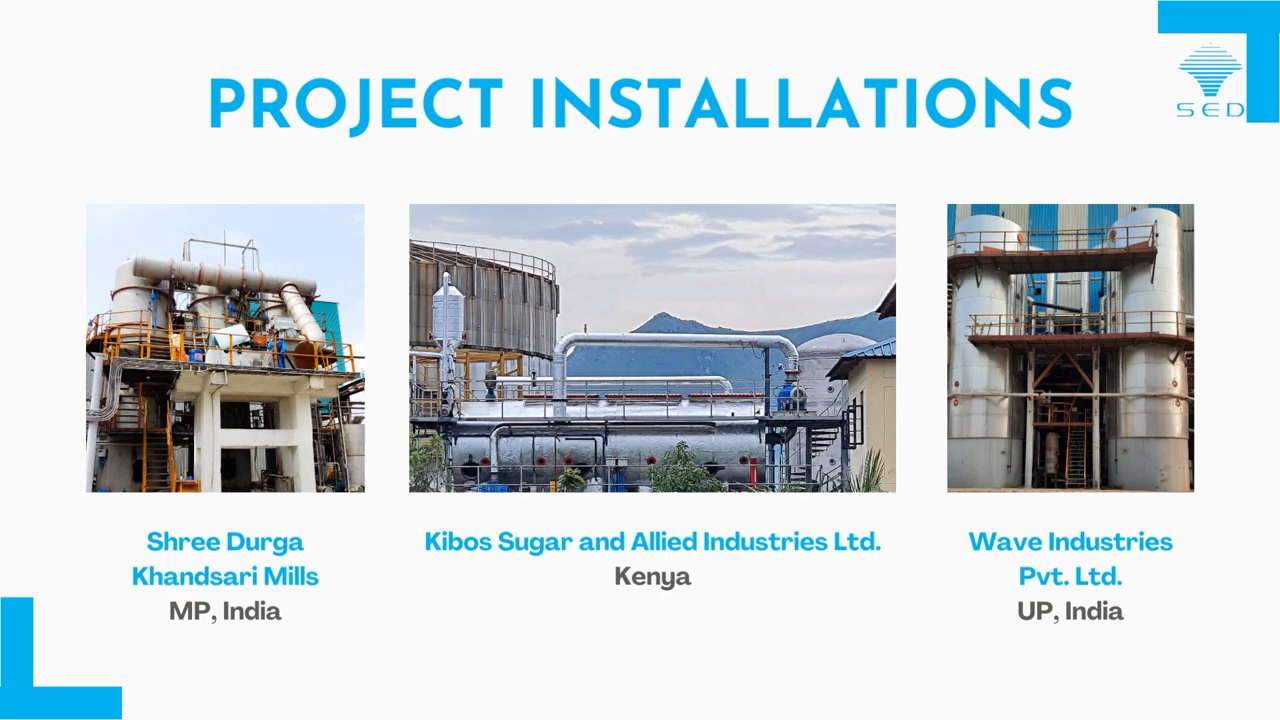 PROJECT INSTALLATIONS
SED
Shree Durga
Khandsari Mills
MP, India
Kibos Sugar and Allied Industries Ltd.
Kenya
Wave Industries
Pvt. Ltd.
UP, India